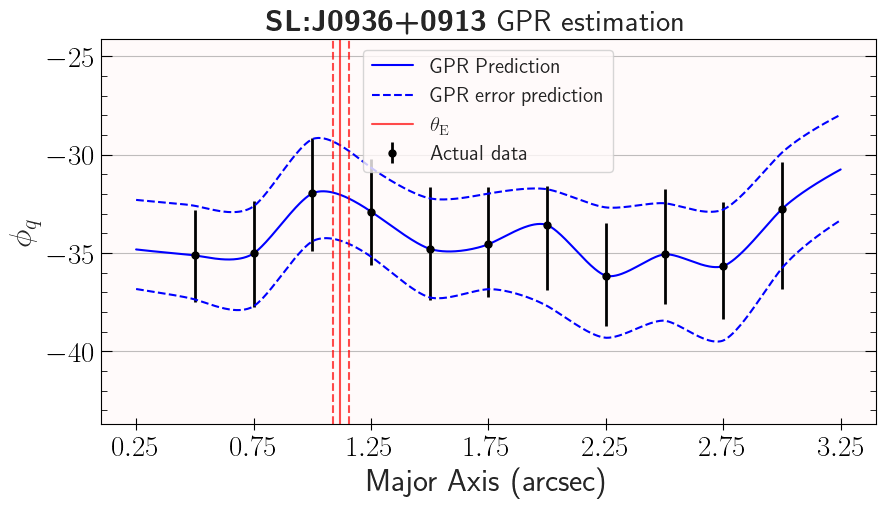 SL:J0936+0913 GPR estimation
GPR Prediction
GPR error prediction
θE
Actual data
−25
−30
−35
−40
ϕq
0.25 0.75 1.25 1.75 2.25 2.75 3.25
Major Axis (arcsec)